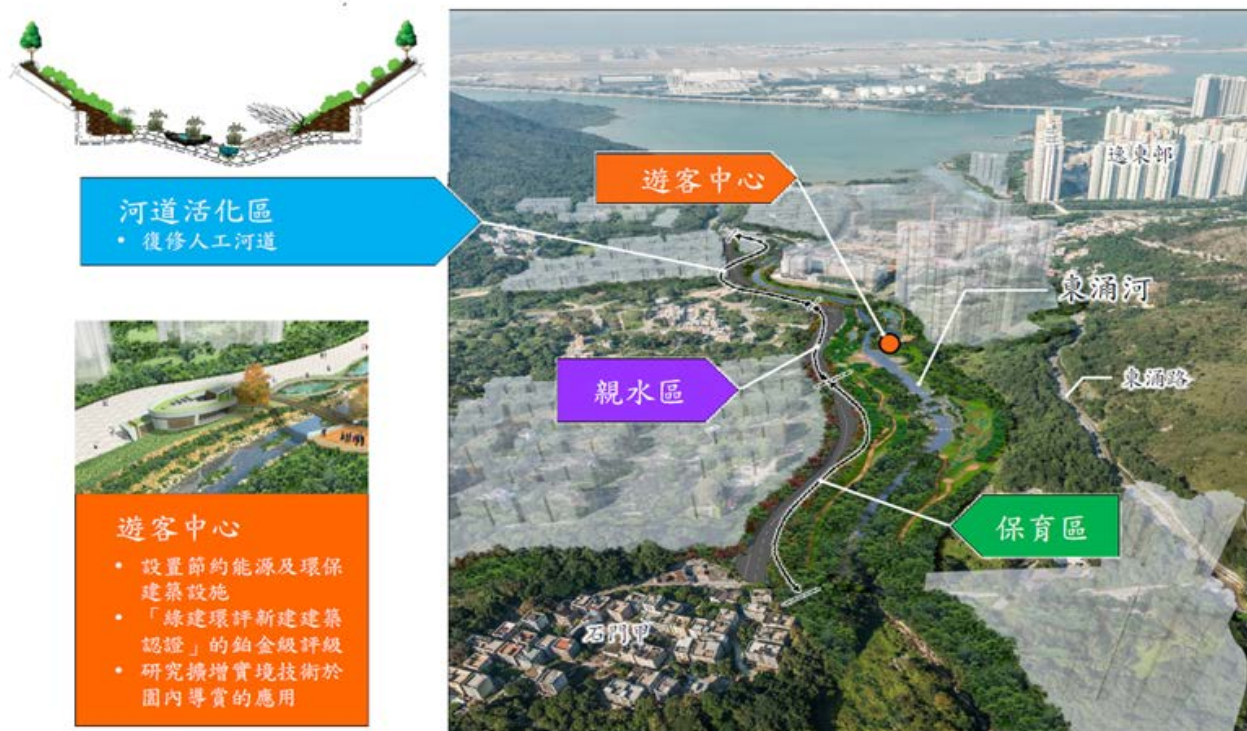 河道活化區
• 復修人工河道
遊客中心
• 設置節約能源及環保
建築設施
• 「綠建環評新建建築
認證」的鉑金級評級
• 研究擴增實境技術於
園內導賞的應用
遊客中心
逸東邨
東涌河
東涌路
親水區
保育區
石門甲